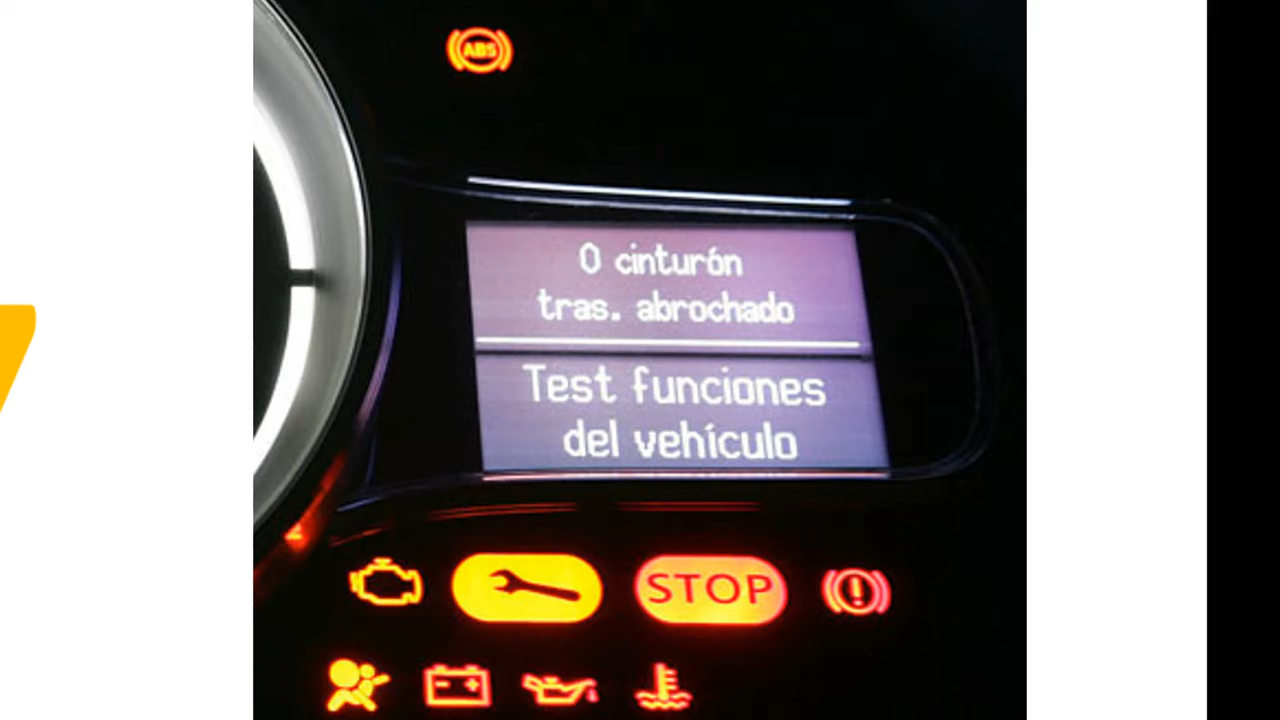 ABS
0 cinturón
tras. abrochado
Test funciones
del vehículo
STOP